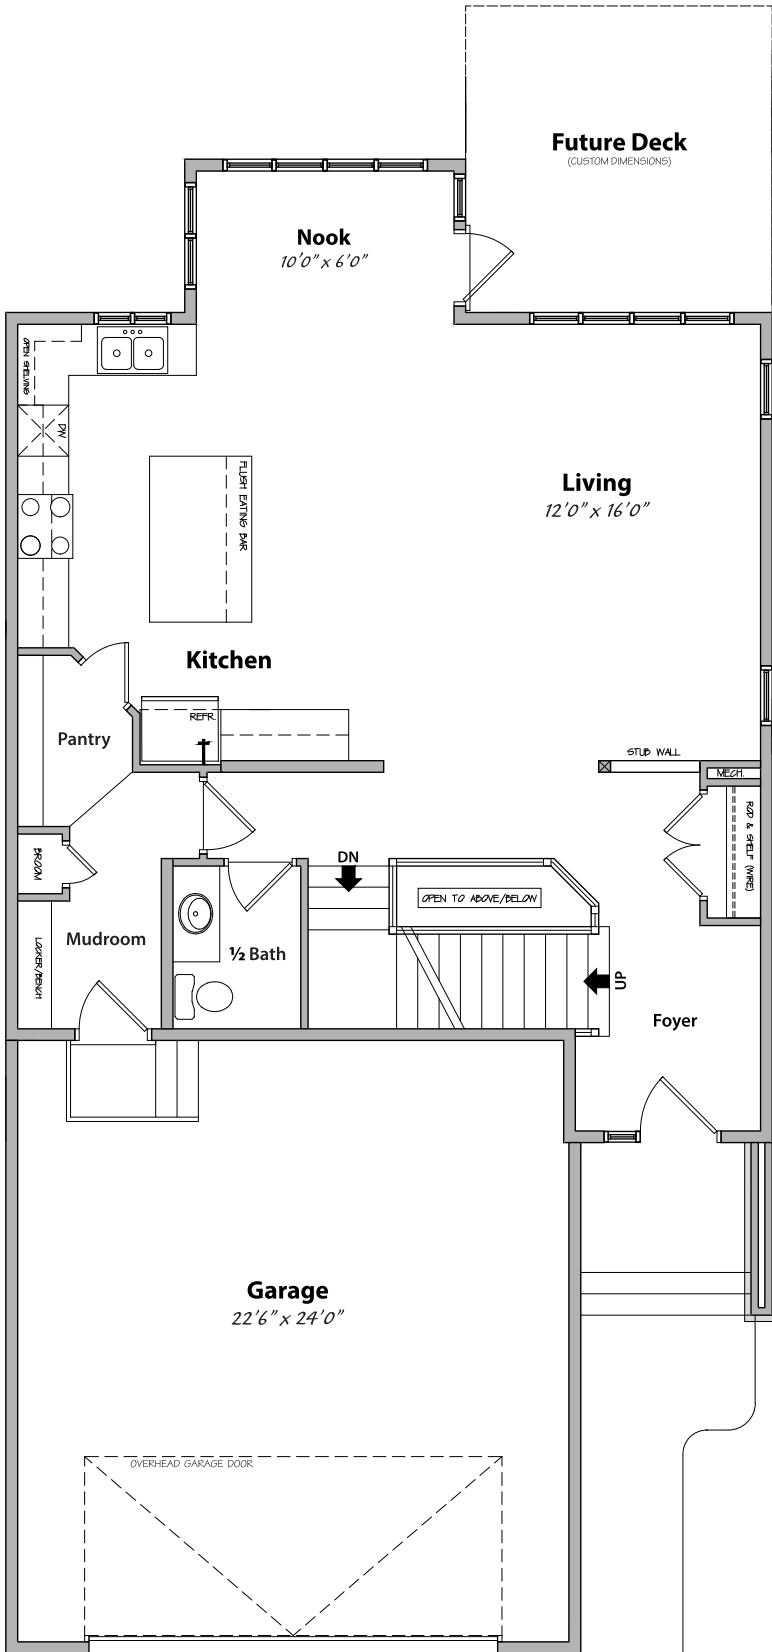 Future Deck
(CUSTOM DIMENSIONS)
Nook
10'0" x 6'0"
OPEN SHELVING
DW
FLUSH EATING BAR
Living
12'0" x 16'0"
Kitchen
REFR.
Pantry
STUB WALL
MECH.
ROD & SHELF (WIRE)
BROOM
DN
OPEN TO ABOVE/BELOW
LOCKER/BENCH
Mudroom
½ Bath
UP
Foyer
Garage
22'6" x 24'0"
OVERHEAD GARAGE DOOR